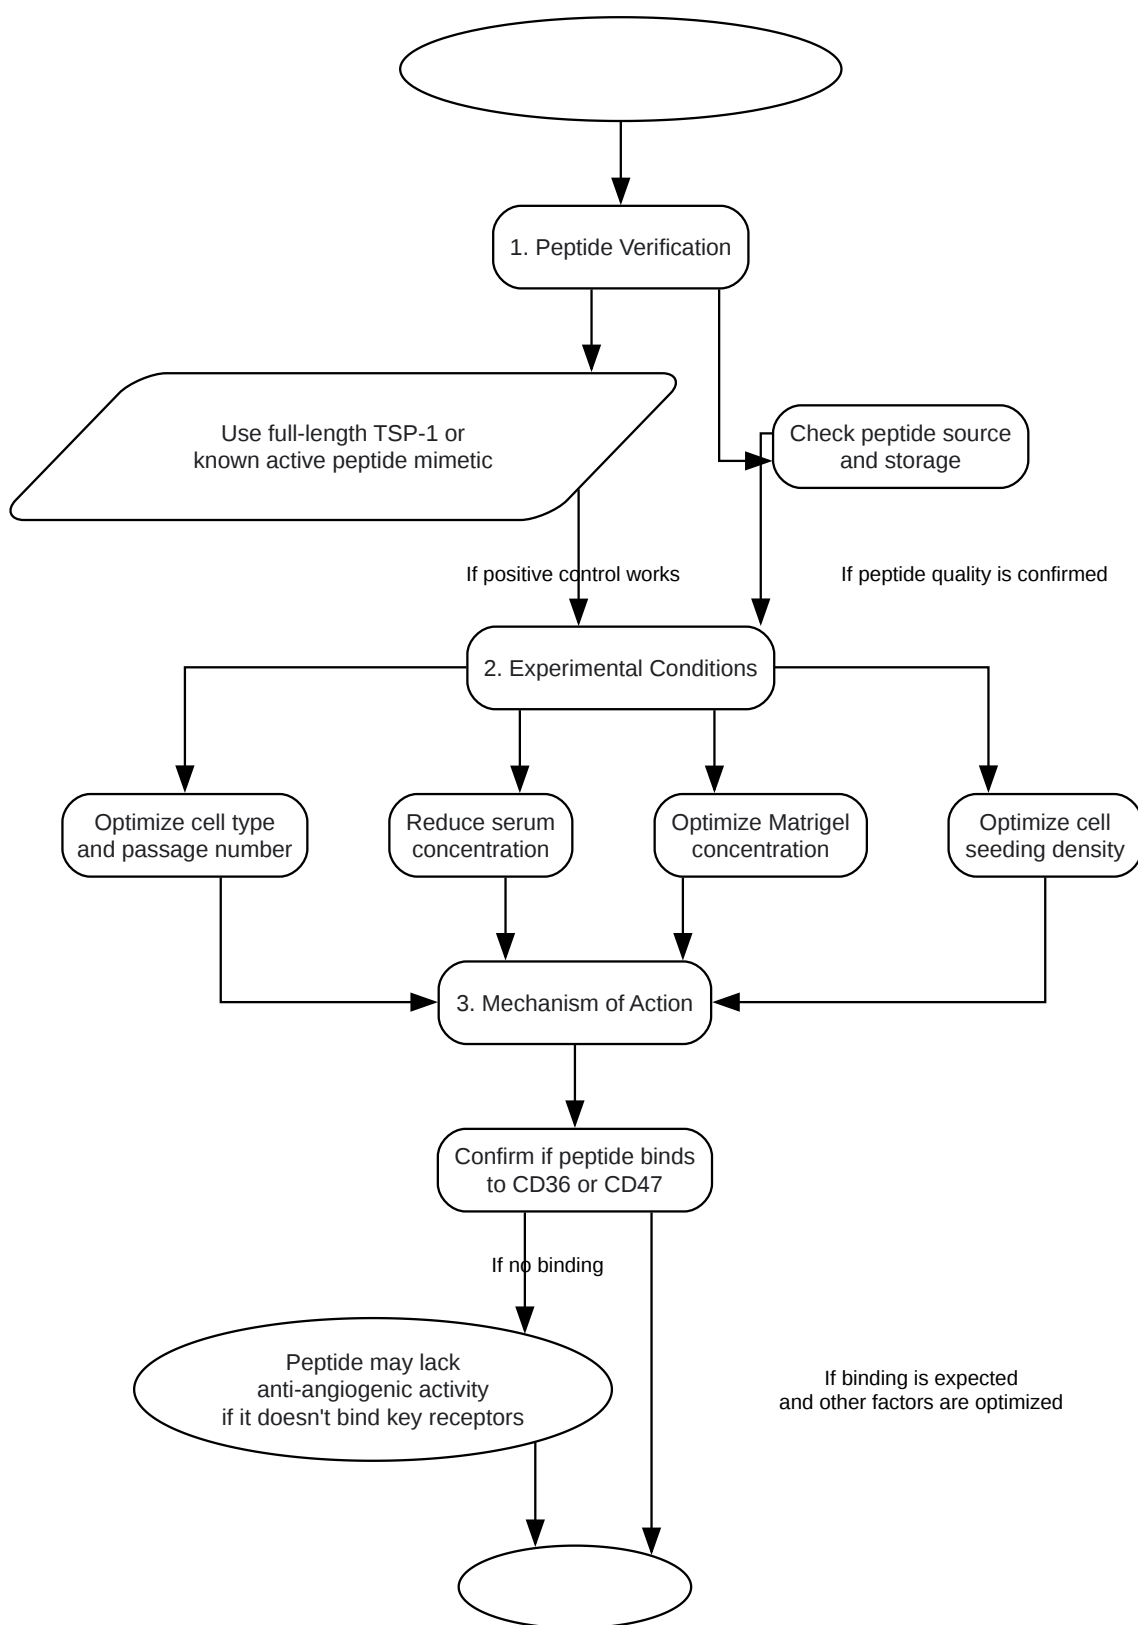 1. Peptide Verification
Use full-length TSP-1 or
known active peptide mimetic
Check peptide source
and storage
If positive control works
If peptide quality is confirmed
2. Experimental Conditions
Optimize cell type
and passage number
Reduce serum
concentration
Optimize Matrigel
concentration
Optimize cell
seeding density
3. Mechanism of Action
Confirm if peptide binds
to CD36 or CD47
If no binding
Peptide may lack
anti-angiogenic activity
if it doesn't bind key receptors
If binding is expected
and other factors are optimized